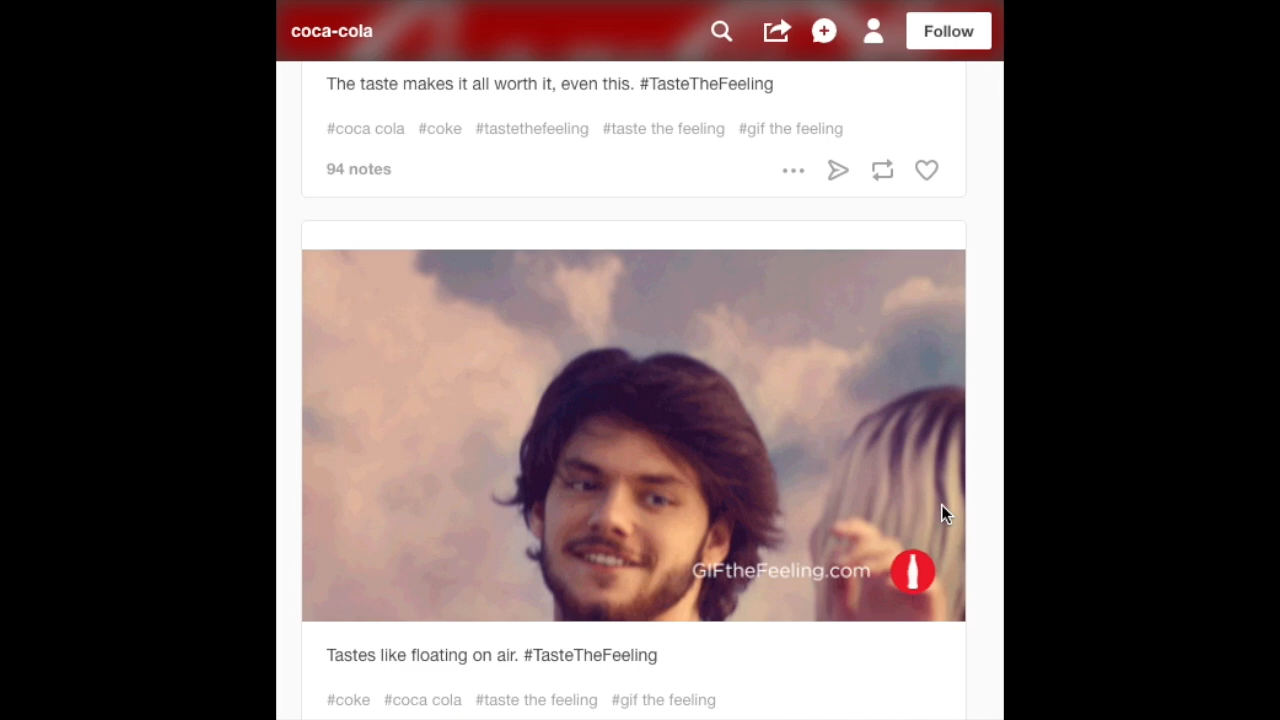 coca-cola
Follow
The taste makes it all worth it, even this. #TasteTheFeeling
#coca cola #coke #tastethefeeling #taste the feeling #gif the feeling
94 notes
GIFtheFeeling.com
Tastes like floating on air. #TasteTheFeeling
#coke #coca cola #taste the feeling #gif the feeling